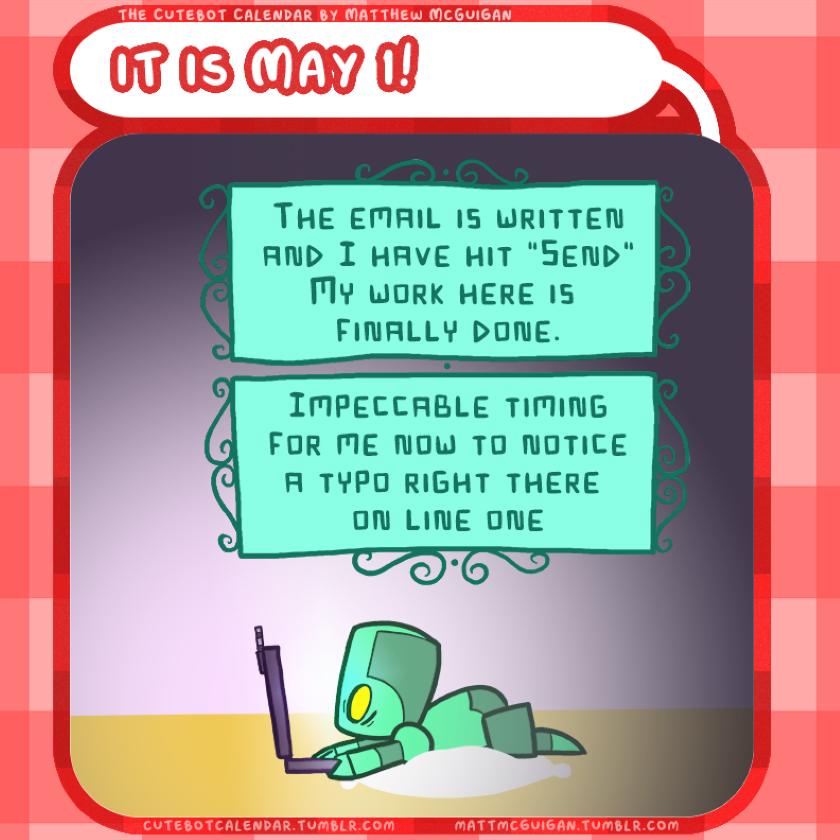 The Cutebot Calendar by Matthew McGuigan
It is May 1!
The email is written
and I have hit "Send"
My work here is
finally done.
Impeccable timing
for me now to notice
a typo right there
on line one
cutebotcalendar.tumblr.com
mattmcguigan.tumblr.com